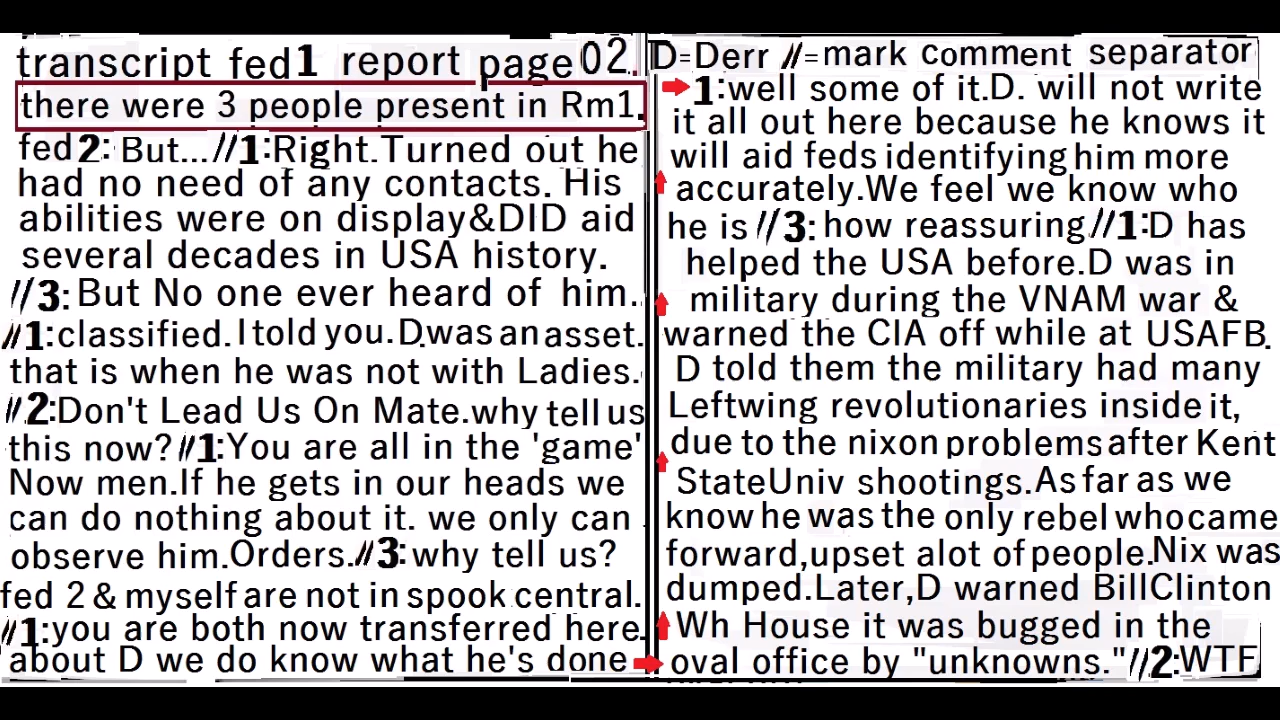 transcript fed1 report page 02.
there were 3 people present in Rm1.
fed2: But...//1:Right.Turned out he
had no need of any contacts. His
abilities were on display&DID aid
several decades in USA history.
//3:But No one ever heard of him..
//1:classified.I told you.D.was an asset.
that is when he was not with Ladies.
//2:Don't Lead Us On Mate.why tell us
this now?//1:You are all in the 'game'
Now men.If he gets in our heads we
can do nothing about it. we only can
observe him.Orders.//3:why tell us?
fed 2 & myself are not in spook central.
//1:you are both now transferred here.
about D we do know what he's done
D=Derr //=mark comment separator
1:well some of it.D. will not write
it all out here because he knows it
will aid feds identifying him more
accurately.We feel we know who
he is //3: how reassuring//1:D has
helped the USA before.D was in
military during the VNAM war &
warned the CIA off while at USAFB.
D told them the military had many
Leftwing revolutionaries inside it,
due to the nixon problems after Kent
StateUniv shootings.As far as we
know he was the only rebel who came
forward,upset alot of people.Nix was
dumped.Later,D warned BillClinton
Wh House it was bugged in the
oval office by "unknowns."//2:WTF